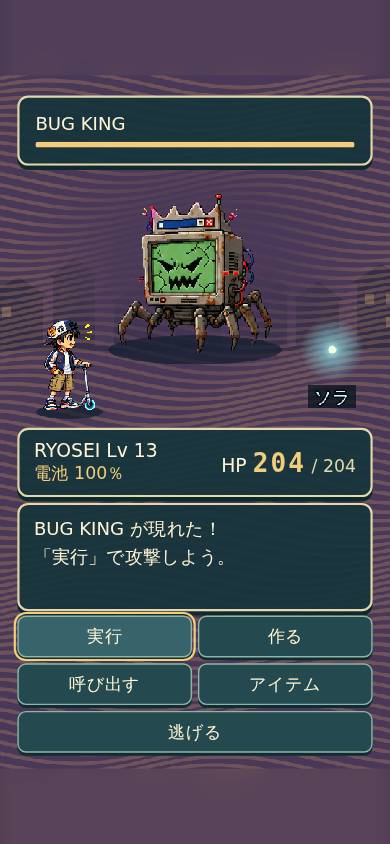 BUG KING
ソラ
RYOSEI Lv 13
電池 100%
HP 204 / 204
BUG KING が現れた！
「実行」で攻撃しよう。
実行
作る
呼び出す
アイテム
逃げる